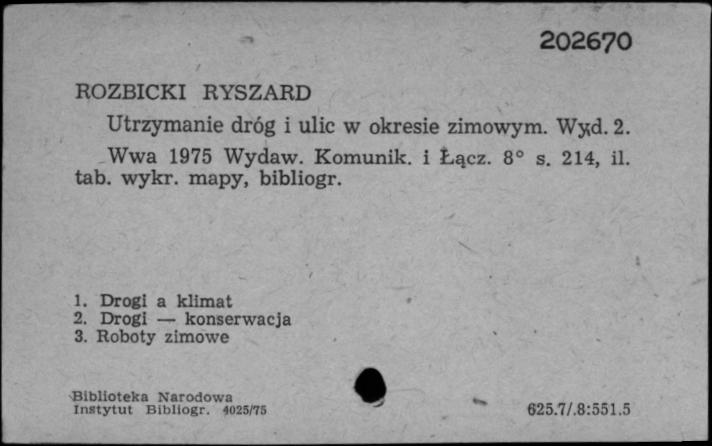 202670
ROZBICKI RYSZARD
Utrzymanie dróg i ulic w okresie zimowym. Wyd. 2.
Wwa 1975 Wydaw. Komunik. i Łącz. 8° s. 214, il.
tab. wykr. mapy, bibliogr.
1. Drogi a klimat
2. Drogi — konserwacja
3. Roboty zimowe
Biblioteka Narodowa
Instytut Bibliogr. 4025/75
625.7/.8:551.5